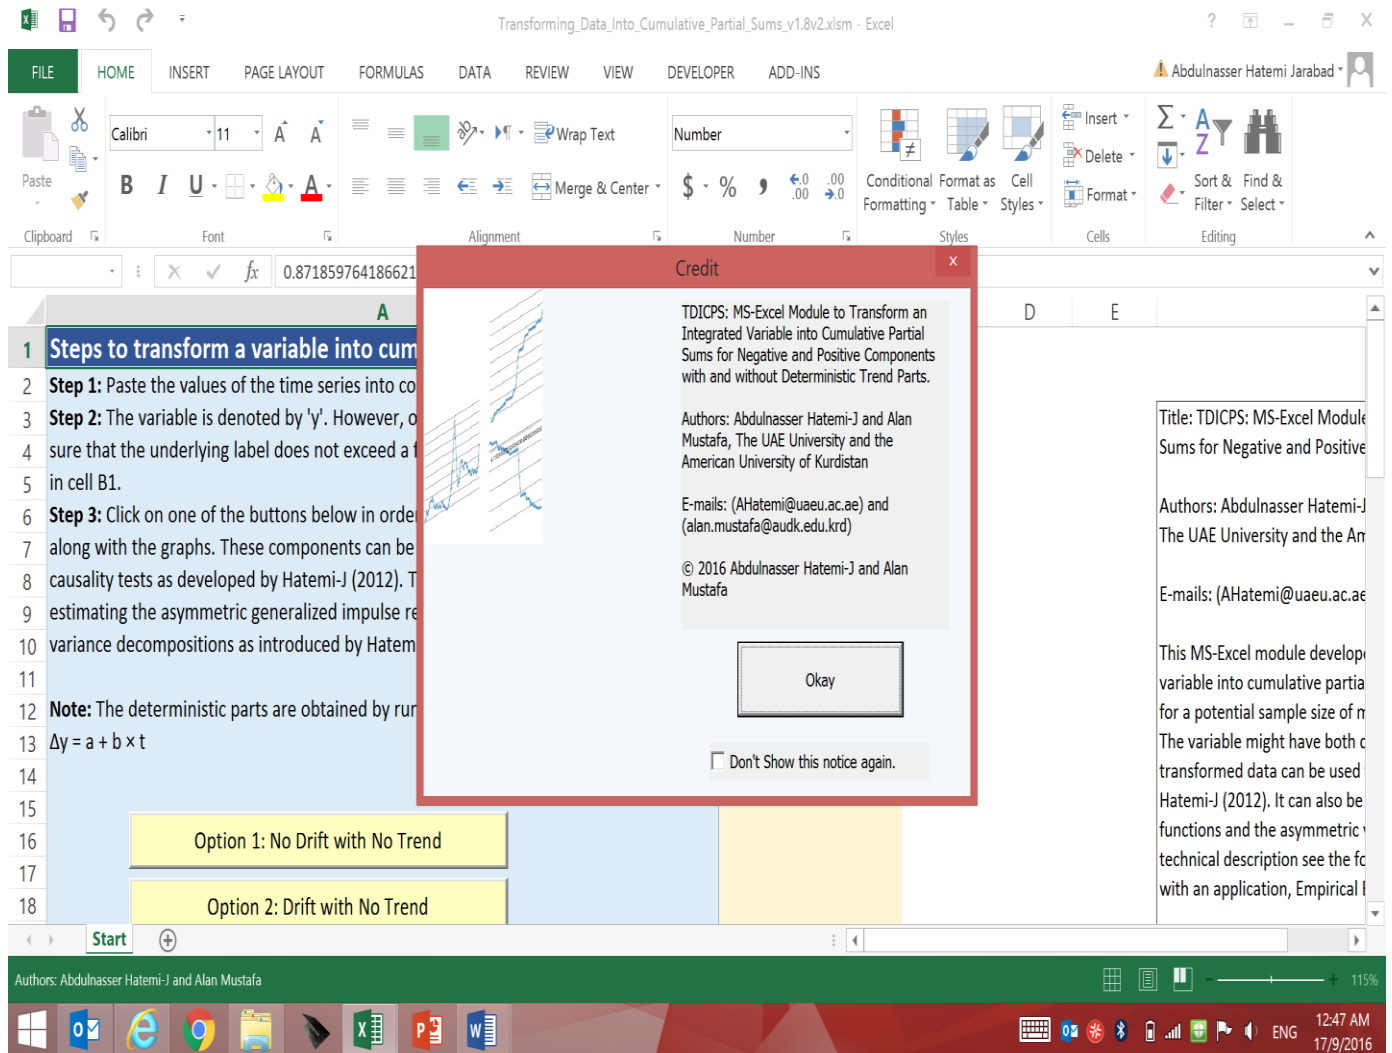 Transforming_Data_Into_Cumulative_Partial_Sums_v1.8v2.xlsm - Excel
?
FILE HOME INSERT PAGE LAYOUT FORMULAS DATA REVIEW VIEW DEVELOPER ADD-INS
Abdulnasser Hatemi Jarabad
Paste
Clipboard
Calibri 11 A A
B I U A
Font
Wrap Text
Merge & Center
Alignment
Number
$ % , ←.0 .00 .00 →.0
Number
Conditional Formatting
Format as Table
Cell Styles
Styles
Insert
Delete
Format
Cells
Σ
A Z
Sort & Filter
Find & Select
Editing
fx 0.871859764186621
A D E
1 Steps to transform a variable into cum
2 Step 1: Paste the values of the time series into co
3 Step 2: The variable is denoted by 'y'. However, o
4 sure that the underlying label does not exceed a f
5 in cell B1.
6 Step 3: Click on one of the buttons below in order
7 along with the graphs. These components can be
8 causality tests as developed by Hatemi-J (2012). T
9 estimating the asymmetric generalized impulse re
10 variance decompositions as introduced by Hatem
11
12 Note: The deterministic parts are obtained by run
13 Δy = a + b × t
14
15
16 Option 1: No Drift with No Trend
17
18 Option 2: Drift with No Trend
Credit
x
TDICPS: MS-Excel Module to Transform an
Integrated Variable into Cumulative Partial
Sums for Negative and Positive Components
with and without Deterministic Trend Parts.
Authors: Abdulnasser Hatemi-J and Alan
Mustafa, The UAE University and the
American University of Kurdistan
E-mails: (AHatemi@uaeu.ac.ae) and
(alan.mustafa@audk.edu.krd)
© 2016 Abdulnasser Hatemi-J and Alan
Mustafa
Okay
Don't Show this notice again.
Title: TDICPS: MS-Excel Module
Sums for Negative and Positive
Authors: Abdulnasser Hatemi-J
The UAE University and the Am
E-mails: (AHatemi@uaeu.ac.ae
This MS-Excel module develope
variable into cumulative partia
for a potential sample size of m
The variable might have both d
transformed data can be used
Hatemi-J (2012). It can also be
functions and the asymmetric v
technical description see the fo
with an application, Empirical E
Start
Authors: Abdulnasser Hatemi-J and Alan Mustafa
115%
ENG
12:47 AM
17/9/2016